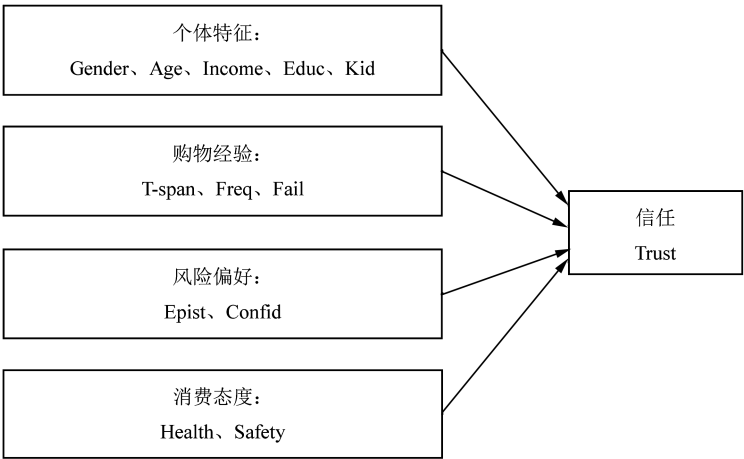 个体特征：
Gender、Age、Income、Educ、Kid
购物经验：
T-span、Freq、Fail
风险偏好：
Epist、Confid
消费态度：
Health、Safety
信任
Trust